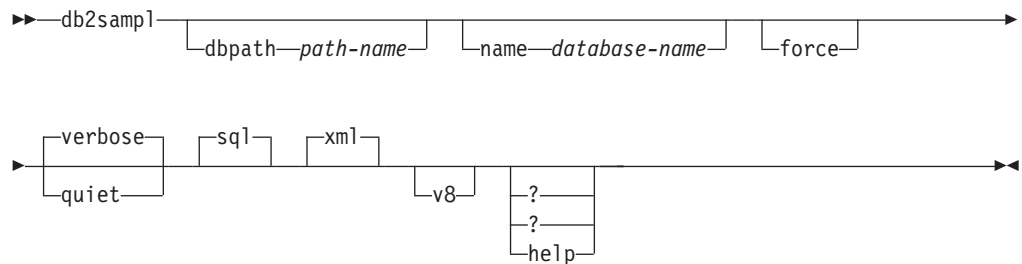 db2sampl
dbpath path-name
name database-name
force
verbose
quiet
sql
xml
v8
?
?
help